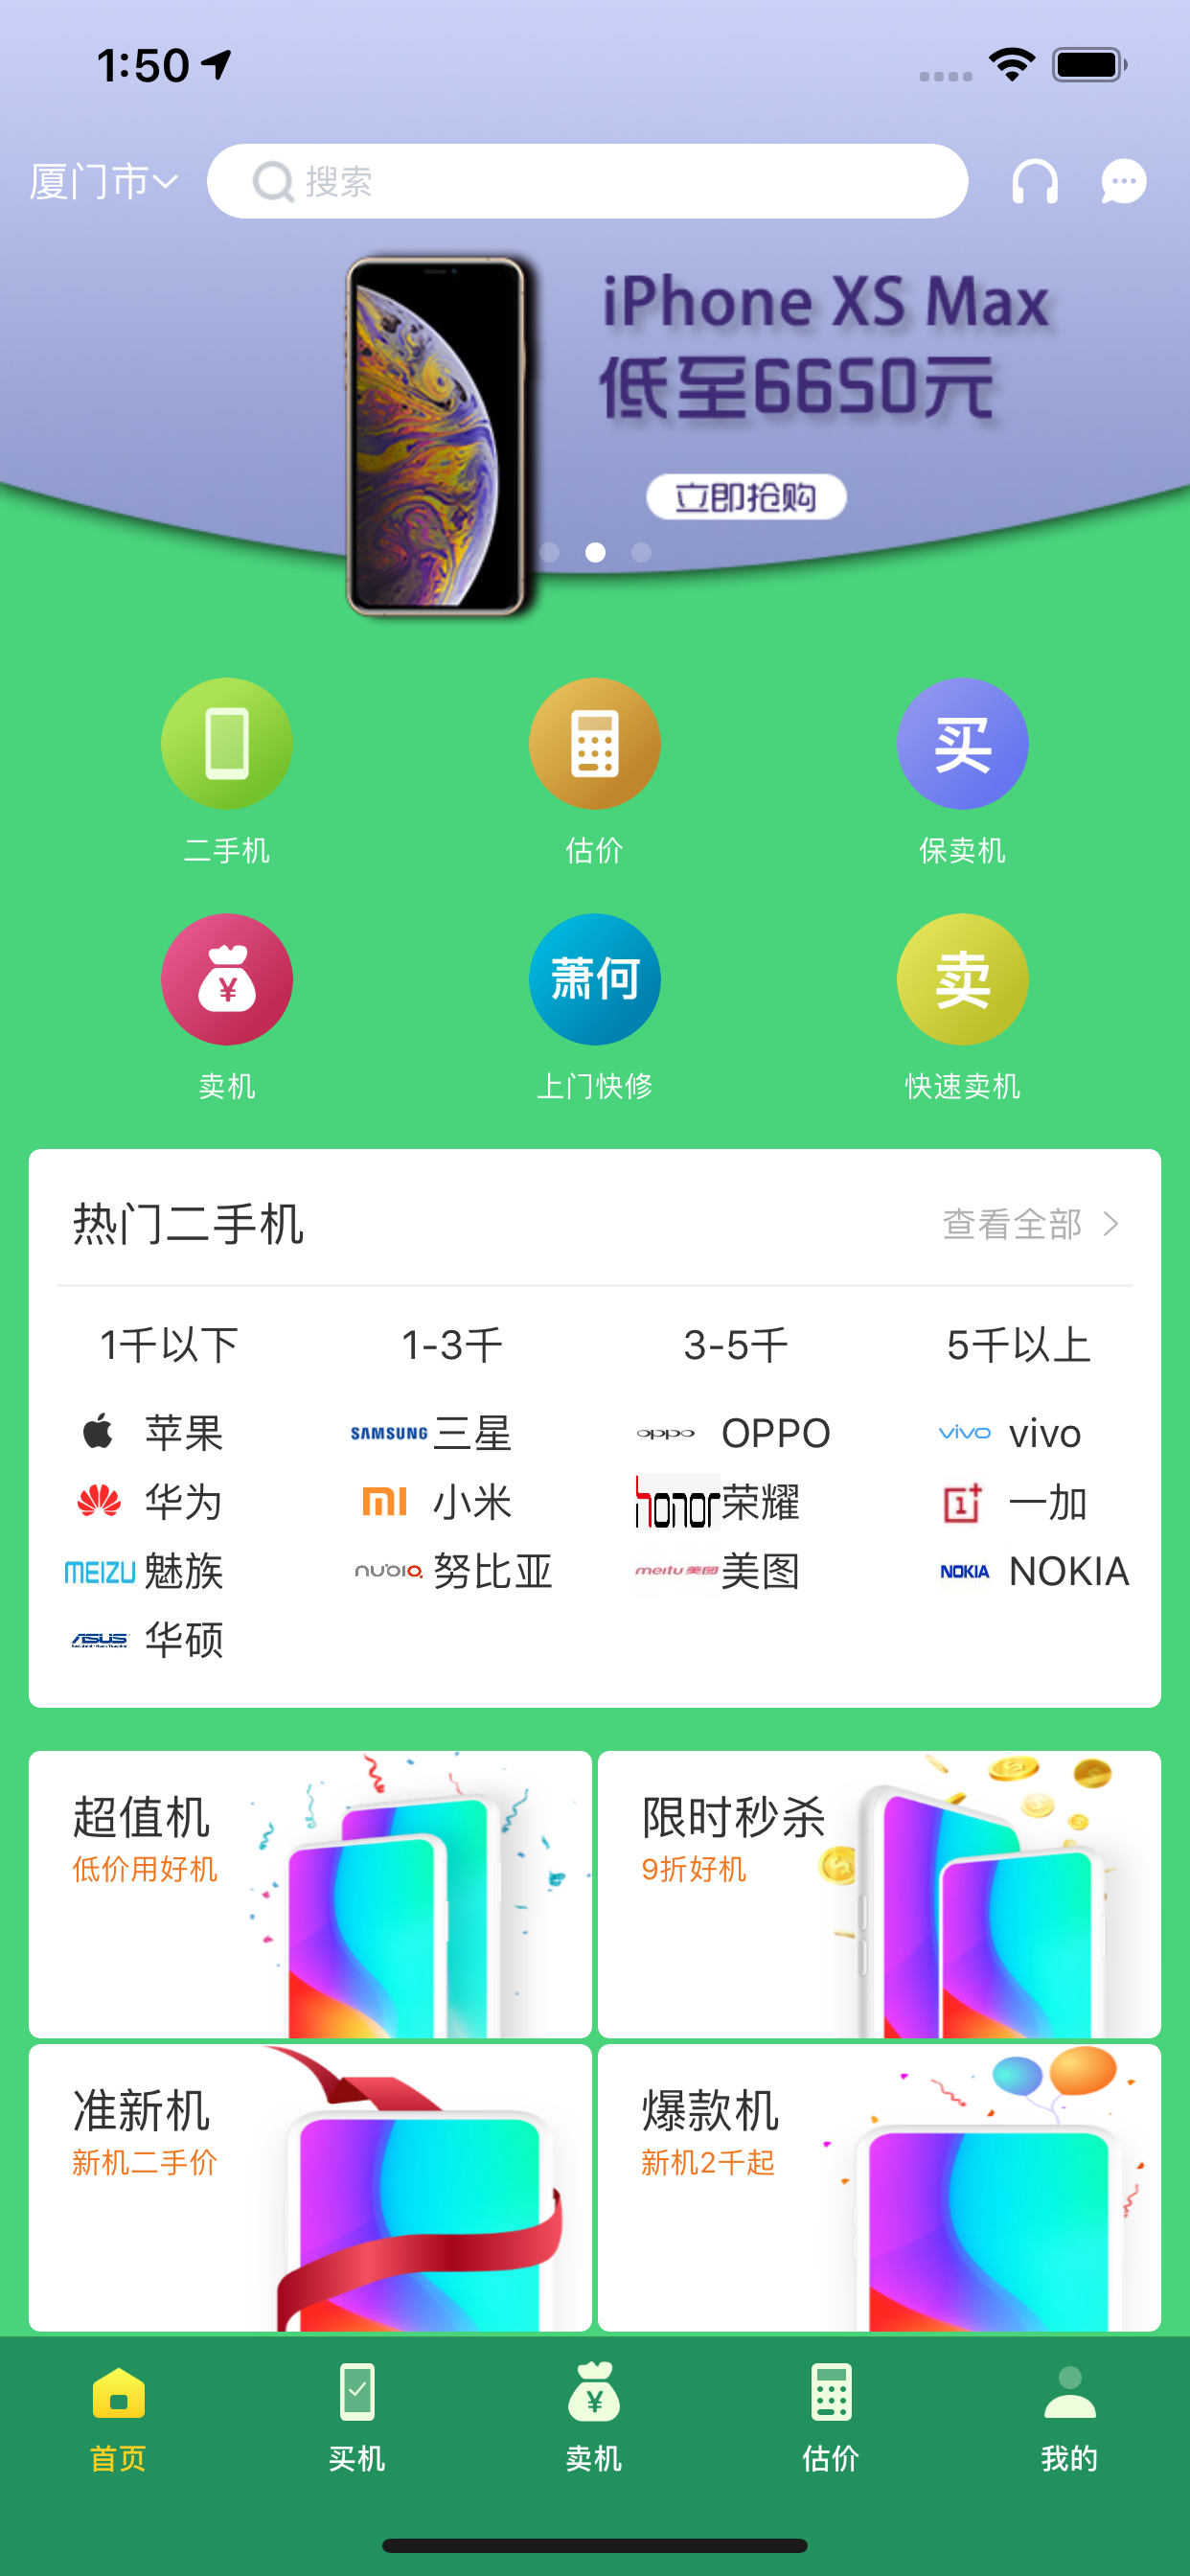 1:50
厦门市
搜索
iPhone XS Max
低至6650元
立即抢购
买
二手机
估价
保卖机
¥
萧何
卖
卖机
上门快修
快速卖机
热门二手机
查看全部
1千以下
1-3千
3-5千
5千以上
苹果
SAMSUNG 三星
oppo OPPO
vivo vivo
华为
mi 小米
honor 荣耀
1+ 一加
MEIZU 魅族
nubia 努比亚
meitu 美图 美图
NOKIA NOKIA
ASUS 华硕
超值机
低价用好机
限时秒杀
9折好机
准新机
新机二手价
爆款机
新机2千起
¥
首页
买机
卖机
估价
我的